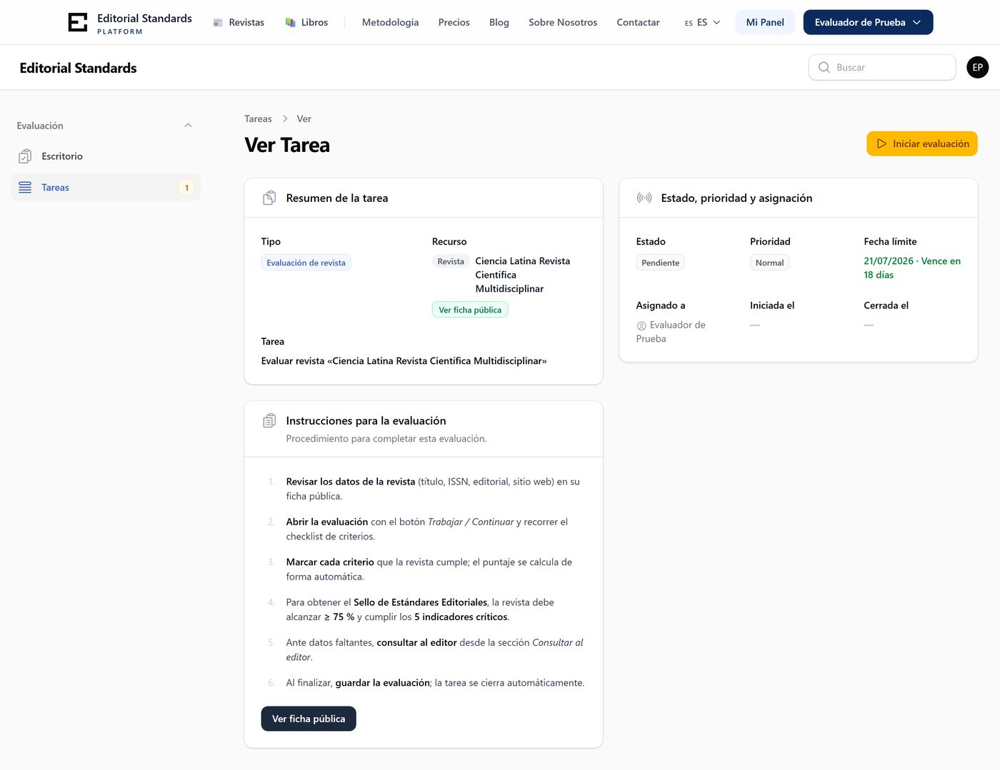 Editorial Standards
PLATFORM
Revistas
Libros
Metodología
Precios
Blog
Sobre Nosotros
Contactar
ES ES
Mi Panel
Evaluador de Prueba
Editorial Standards
Buscar
EP
Evaluación
Escritorio
Tareas
1
Tareas > Ver
Ver Tarea
Iniciar evaluación
Resumen de la tarea
Tipo
Evaluación de revista
Recurso
Revista
Ciencia Latina Revista
Científica
Multidisciplinar
Ver ficha pública
Tarea
Evaluar revista «Ciencia Latina Revista Científica Multidisciplinar»
Estado, prioridad y asignación
Estado
Pendiente
Prioridad
Normal
Fecha límite
21/07/2026 · Vence en
18 días
Asignado a
Evaluador de
Prueba
Iniciada el
—
Cerrada el
—
Instrucciones para la evaluación
Procedimiento para completar esta evaluación.
1. Revisar los datos de la revista (título, ISSN, editorial, sitio web) en su
ficha pública.
2. Abrir la evaluación con el botón Trabajar / Continuar y recorrer el
checklist de criterios.
3. Marcar cada criterio que la revista cumple; el puntaje se calcula de
forma automática.
4. Para obtener el Sello de Estándares Editoriales, la revista debe
alcanzar ≥ 75 % y cumplir los 5 indicadores críticos.
5. Ante datos faltantes, consultar al editor desde la sección Consultar al
editor.
6. Al finalizar, guardar la evaluación; la tarea se cierra automáticamente.
Ver ficha pública